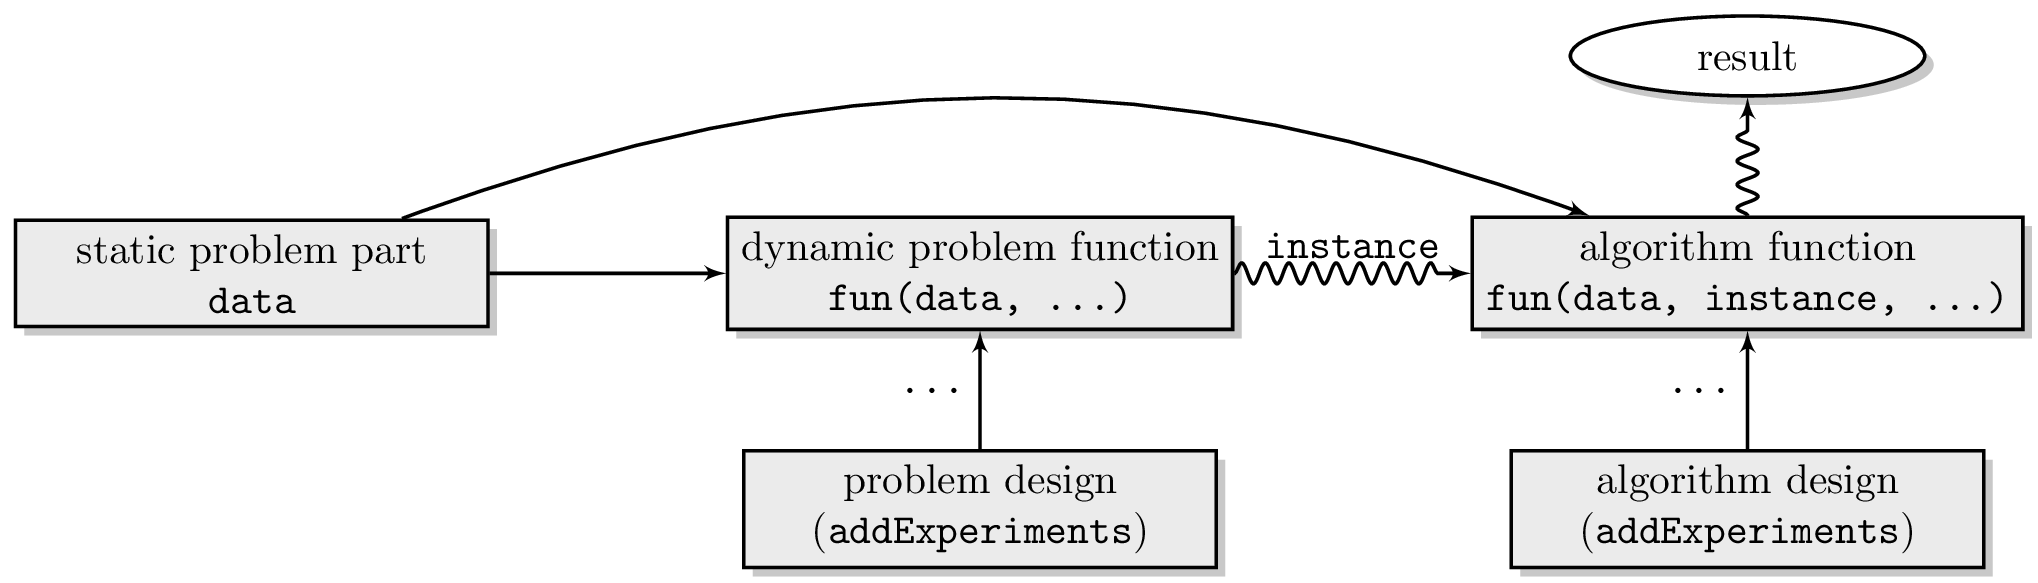 result
static problem part
data
dynamic problem function
fun(data, ...)
instance
algorithm function
fun(data, instance, ...)
...
...
problem design
(addExperiments)
algorithm design
(addExperiments)